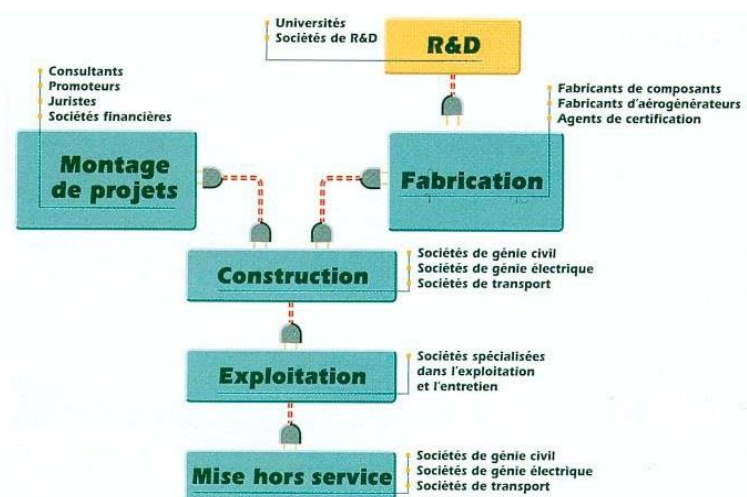 Universités
Sociétés de R&D
R&D
Consultants
Promoteurs
Juristes
Sociétés financières
Fabricants de composants
Fabricants d'aérogénérateurs
Agents de certification
Montage
de projets
Fabrication
Construction
Sociétés de génie civil
Sociétés de génie électrique
Sociétés de transport
Exploitation
Sociétés spécialisées
dans l'exploitation
et l'entretien
Mise hors service
Sociétés de génie civil
Sociétés de génie électrique
Sociétés de transport